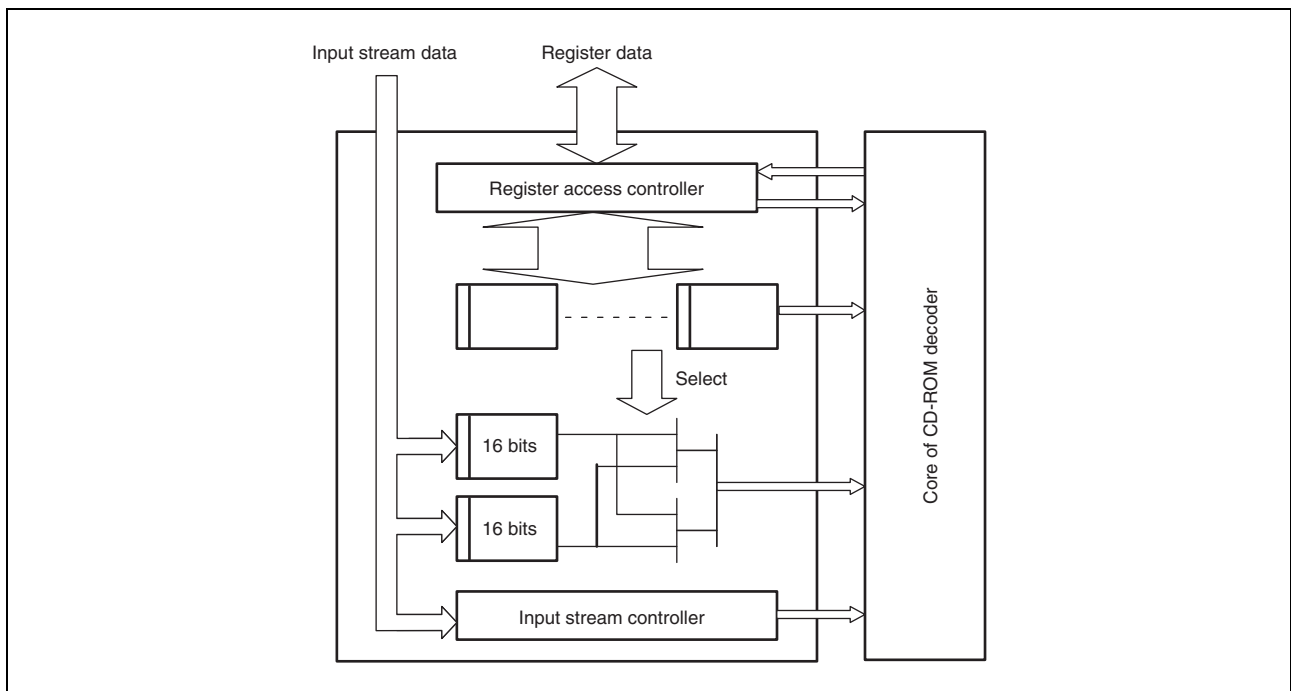 Input stream data
Register data
Register access controller
Select
16 bits
16 bits
Input stream controller
Core of CD-ROM decoder